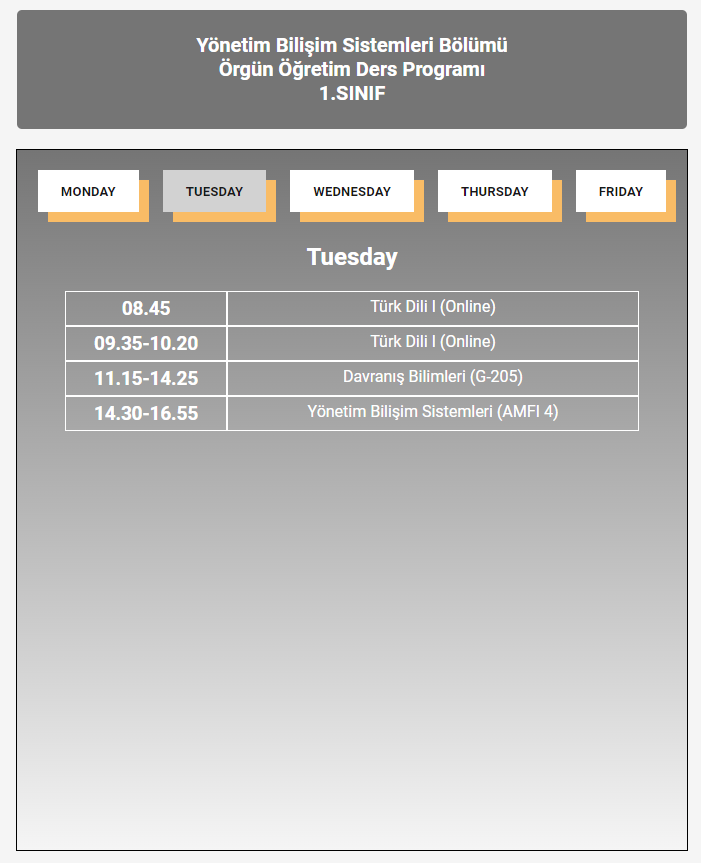 Yönetim Bilişim Sistemleri Bölümü
Örgün Öğretim Ders Programı
1.SINIF
MONDAY TUESDAY WEDNESDAY THURSDAY FRIDAY
Tuesday
08.45 Türk Dili I (Online)
09.35-10.20 Türk Dili I (Online)
11.15-14.25 Davranış Bilimleri (G-205)
14.30-16.55 Yönetim Bilişim Sistemleri (AMFI 4)